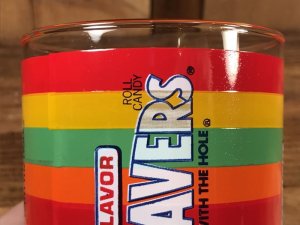 FLAVOR
ROLL
CANDY
AVERS®
WITH THE HOLE®